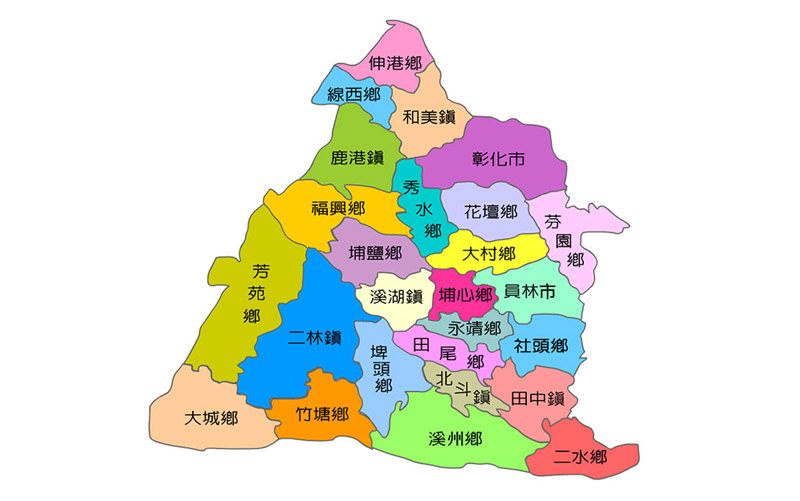 伸港鄉
線西鄉
和美鎮
鹿港鎮
彰化市
福興鄉
秀水鄉
花壇鄉
芬園鄉
埔鹽鄉
大村鄉
芳苑鄉
溪湖鎮
埔心鄉
員林市
二林鎮
永靖鄉
田尾鄉
社頭鄉
埤頭鄉
北斗鎮
田中鎮
大城鄉
竹塘鄉
溪州鄉
二水鄉